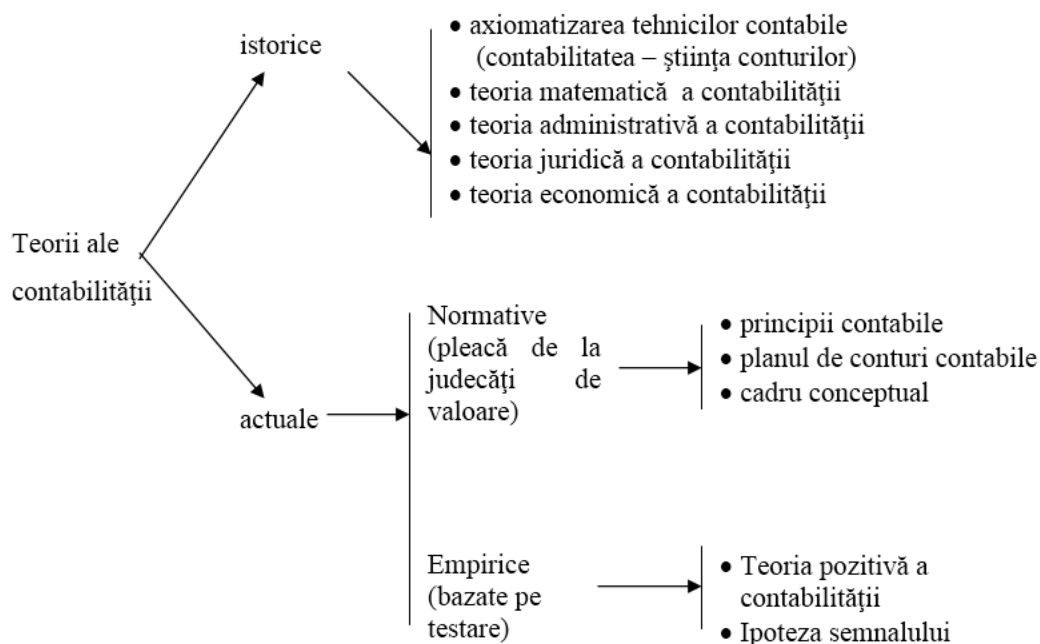 Teorii ale
contabilităţii
istorice
• axiomatizarea tehnicilor contabile
(contabilitatea – ştiinţa conturilor)
• teoria matematică a contabilităţii
• teoria administrativă a contabilităţii
• teoria juridică a contabilităţii
• teoria economică a contabilităţii
actuale
Normative
(pleacă de la
judecăţi de
valoare)
• principii contabile
• planul de conturi contabile
• cadru conceptual
Empirice
(bazate pe
testare)
• Teoria pozitivă a
contabilităţii
• Ipoteza semnalului